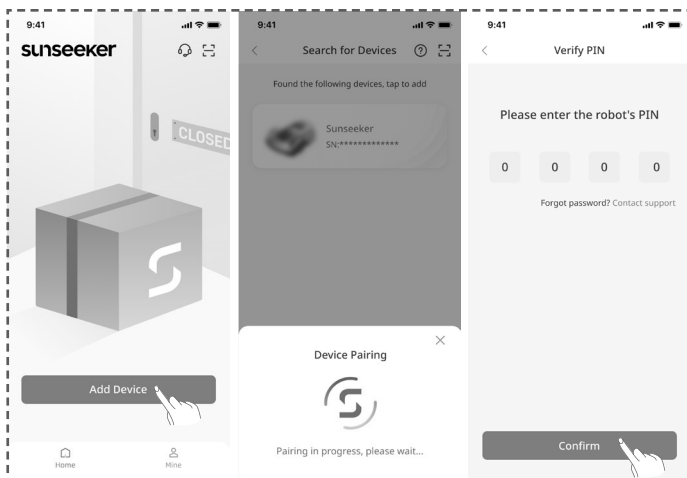 9:41
sunseeker
CLOSED
S
Add Device
Home
Mine
9:41
Search for Devices
Found the following devices, tap to add
Sunseeker
SN:*************
Device Pairing
S
Pairing in progress, please wait...
9:41
Verify PIN
Please enter the robot's PIN
0 0 0 0
Forgot password? Contact support
Confirm